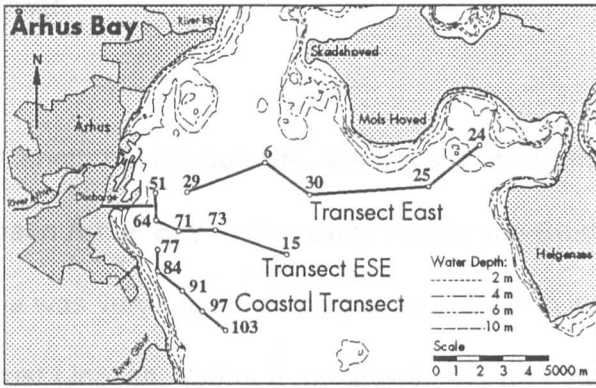 Århus Bay
River Egå
Skødshoved
N
Mols Hoved
Århus
24
6
51
29
25
30
River Århus
Discharge
Transect East
64
71
73
77
15
Transect ESE
Helgenæs
84
Water Depth:
2 m
91
4 m
97
Coastal Transect
6 m
103
10 m
Scale
0 1 2 3 4 5000 m
River Giber